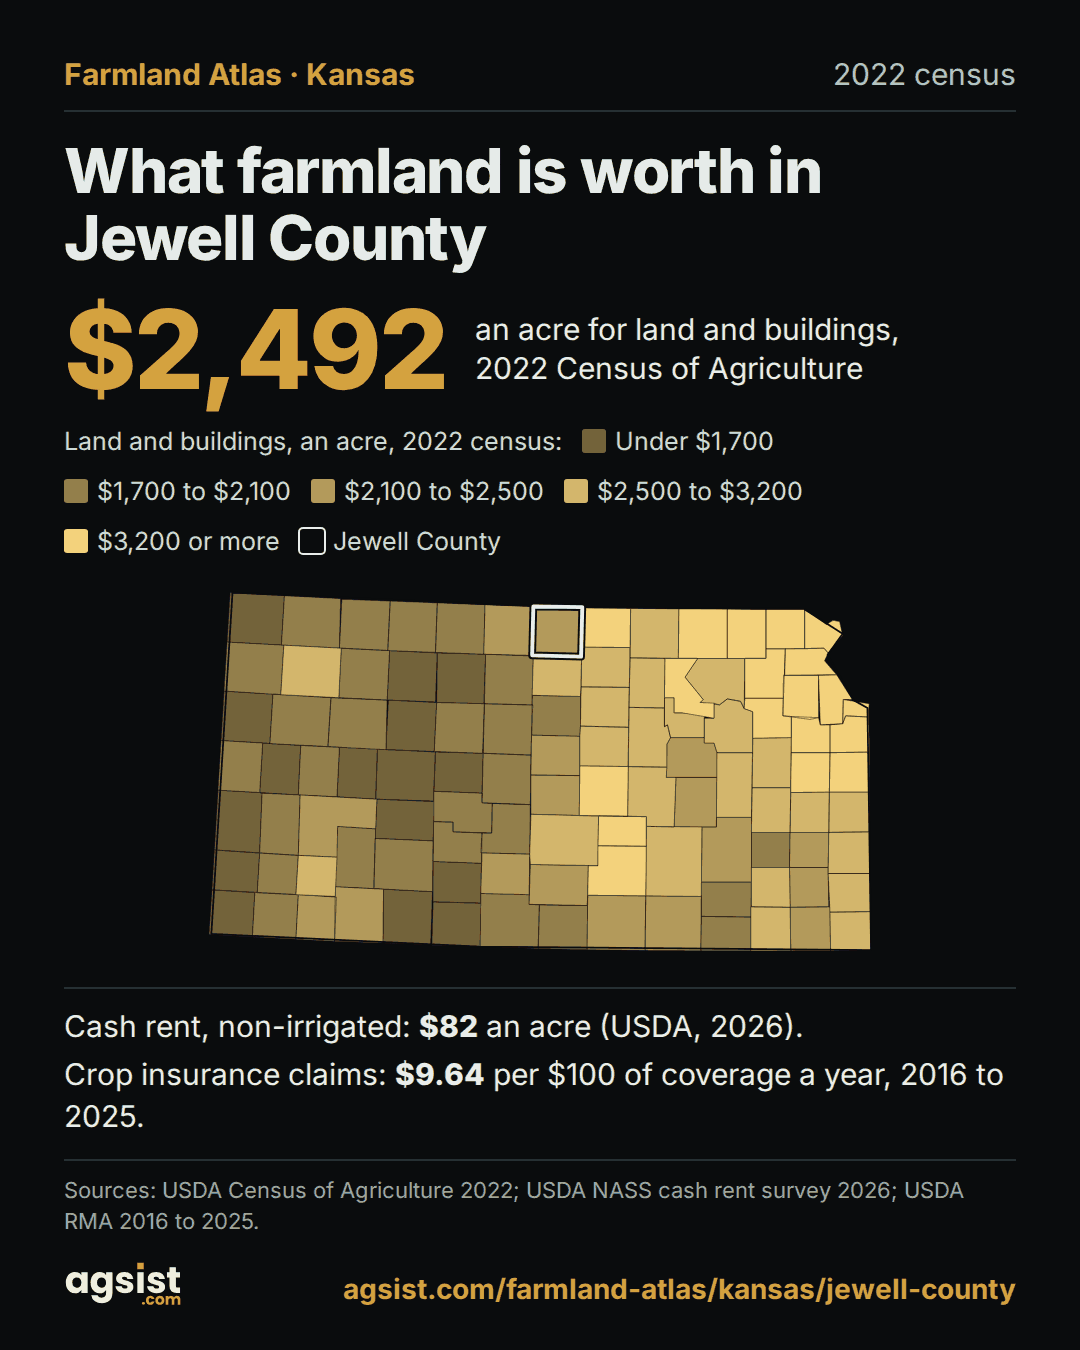 Farmland Atlas · Kansas
2022 census
What farmland is worth in
Jewell County
$2,492
an acre for land and buildings,
2022 Census of Agriculture
Land and buildings, an acre, 2022 census: Under $1,700
$1,700 to $2,100 $2,100 to $2,500 $2,500 to $3,200
$3,200 or more Jewell County
Cash rent, non-irrigated: $82 an acre (USDA, 2026).
Crop insurance claims: $9.64 per $100 of coverage a year, 2016 to
2025.
Sources: USDA Census of Agriculture 2022; USDA NASS cash rent survey 2026; USDA
RMA 2016 to 2025.
agsist
.com
agsist.com/farmland-atlas/kansas/jewell-county